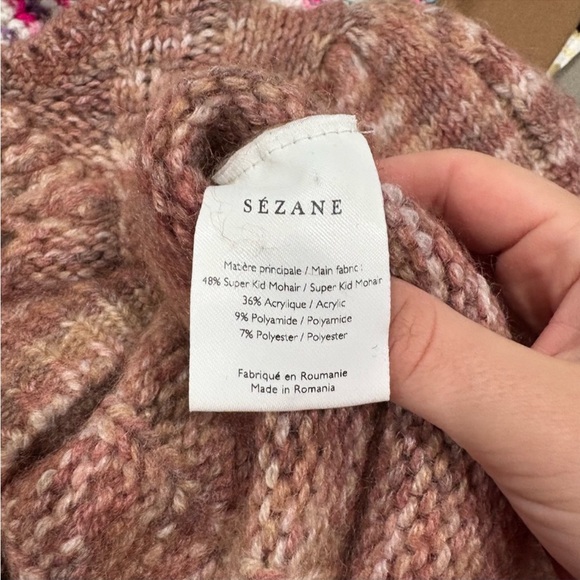 SÉZANE
Matière principale / Main fabric :
48% Super Kid Mohair / Super Kid Mohair
36% Acrylique / Acrylic
9% Polyamide / Polyamide
7% Polyester / Polyester
Fabriqué en Roumanie
Made in Romania